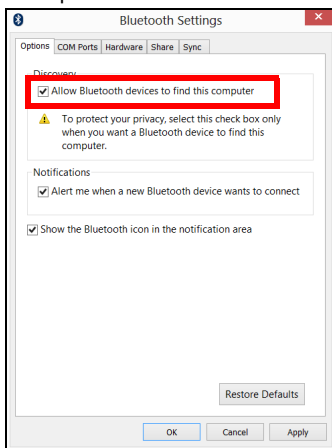 Bluetooth Settings
Options COM Ports Hardware Share Sync
Discovery
Allow Bluetooth devices to find this computer
To protect your privacy, select this check box only
when you want a Bluetooth device to find this
computer.
Notifications
Alert me when a new Bluetooth device wants to connect
Show the Bluetooth icon in the notification area
Restore Defaults
OK Cancel Apply